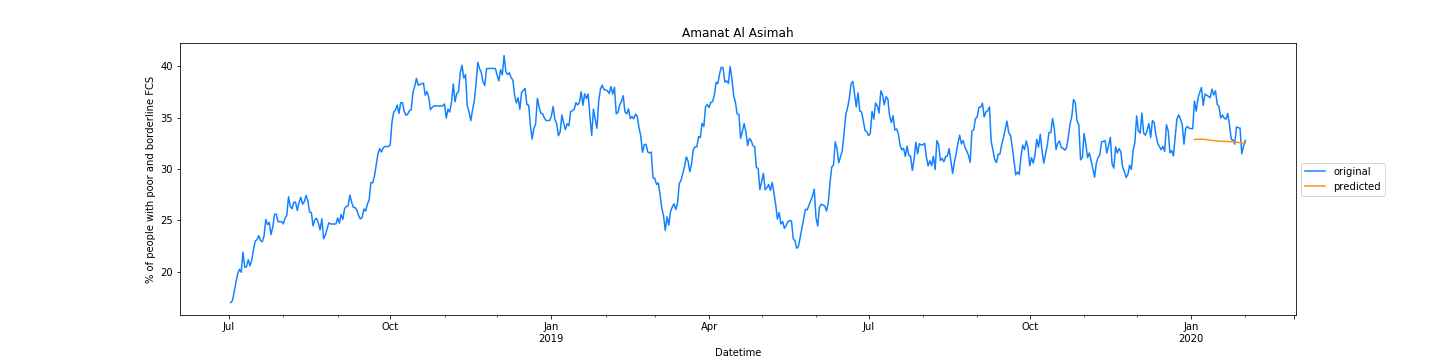 Amanat Al Asimah
% of people with poor and borderline FCS
40
35
30
25
20
Jul
Oct
Jan
2019
Apr
Jul
Oct
Jan
2020
Datetime
original
predicted